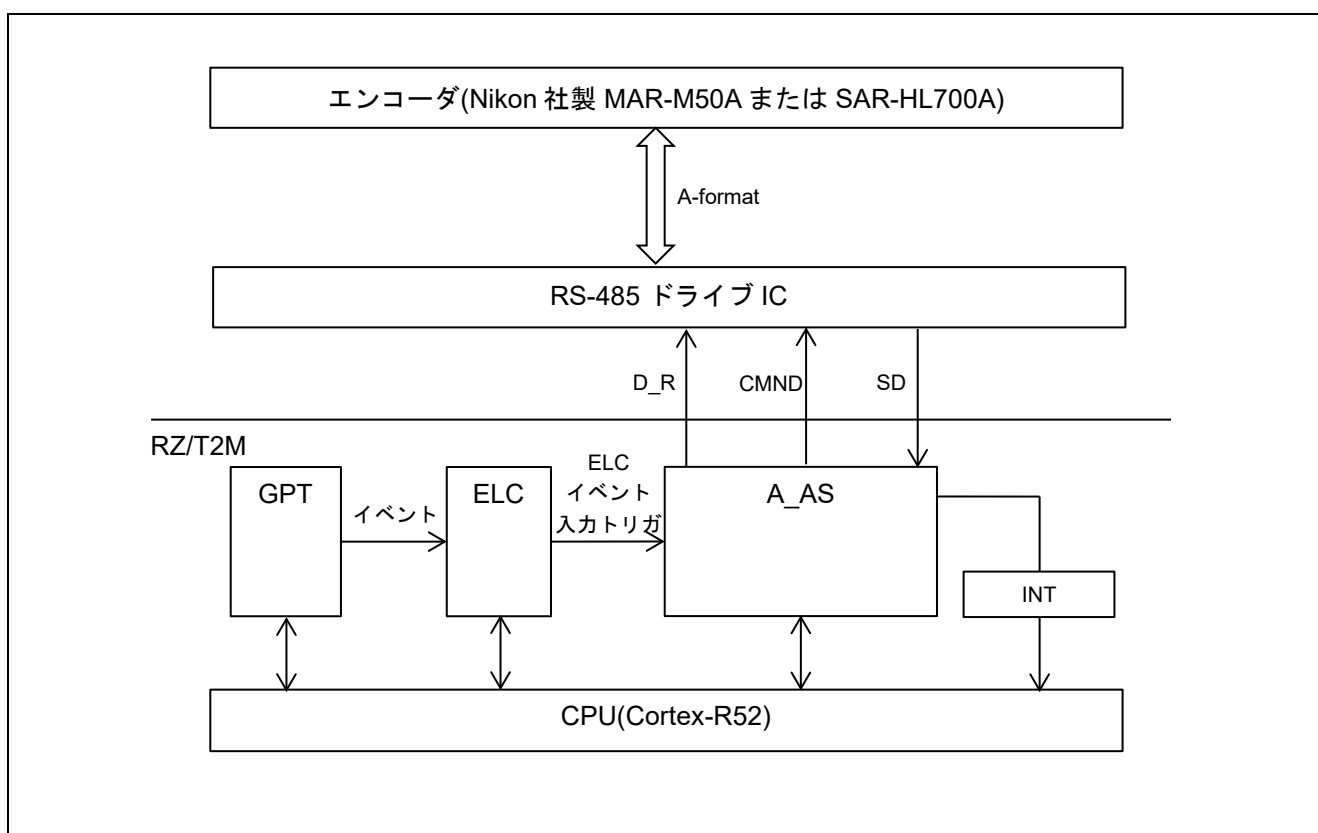 エンコーダ(Nikon 社製 MAR-M50A または SAR-HL700A)
A-format
RS-485 ドライブ IC
D_R
CMND
SD
RZ/T2M
GPT
イベント
ELC
ELC
イベント
入力トリガ
A_AS
INT
CPU(Cortex-R52)